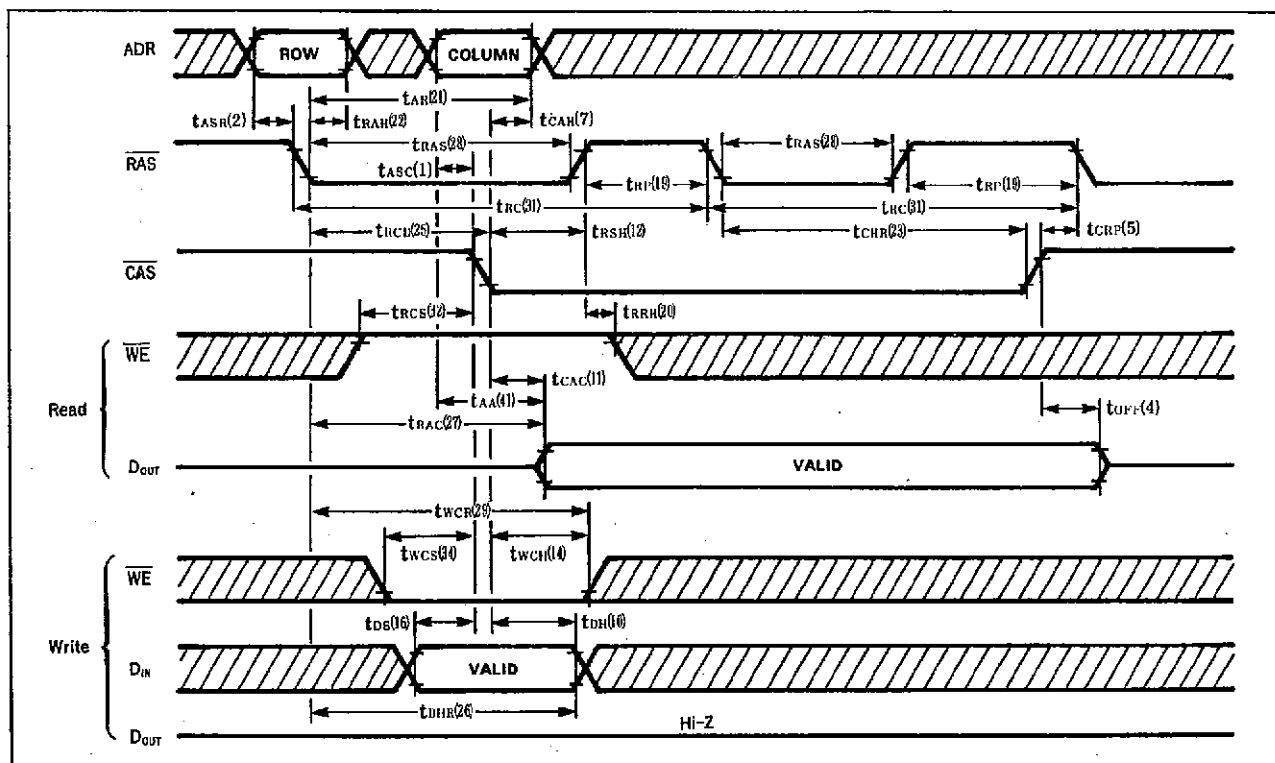 ADR ROW COLUMN
tAR(21)
tASR(2) tRAH(22) tCAH(7)
RAS tRAS(28) tRAS(28)
tASC(1) tRP(19) tRP(19)
tRC(31) tRC(31)
tRCD(25) tRSH(12) tCHR(23) tCRP(5)
CAS
tRCS(32) tRRH(20)
WE
tCAC(11)
Read tAA(41) tOFF(4)
tRAC(27)
DOUT VALID
tWCR(29)
tWCS(34) tWCH(14)
WE
tDS(16) tDH(10)
Write
DIN VALID
tDHR(26)
DOUT Hi-Z